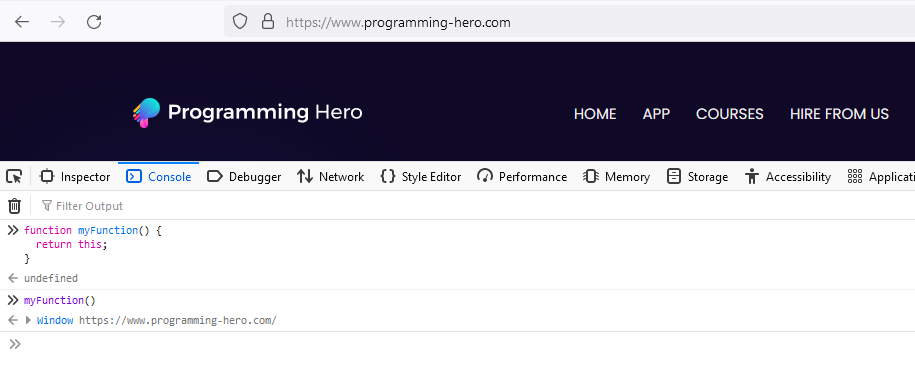 https://www.programming-hero.com
Programming Hero
HOME APP COURSES HIRE FROM US
Inspector Console Debugger Network Style Editor Performance Memory Storage Accessibility Applicati
Filter Output
function myFunction() {
return this;
}
undefined
myFunction()
Window https://www.programming-hero.com/